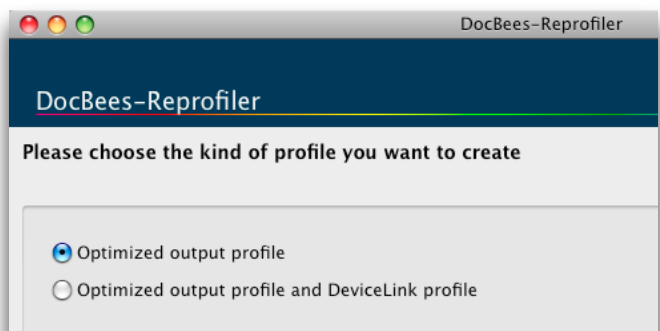 DocBees-Reprofiler
DocBees-Reprofiler
Please choose the kind of profile you want to create
Optimized output profile
Optimized output profile and DeviceLink profile